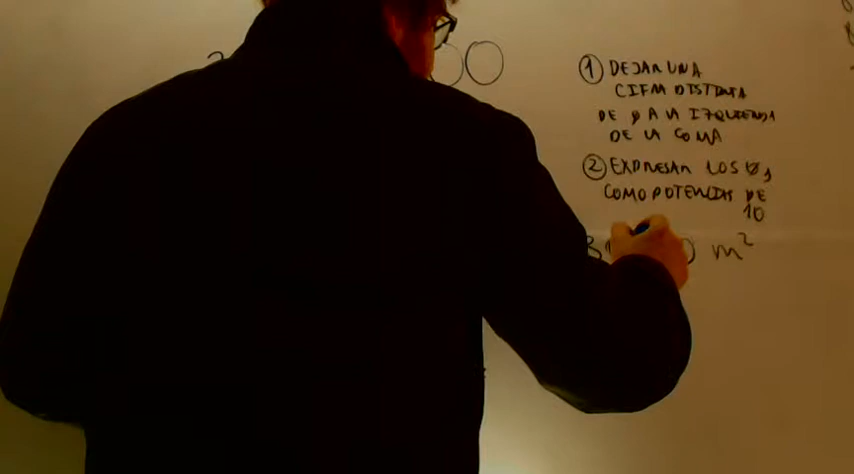 ① DEJAR UNA
CIFRA DISTINTA
DE 0 A LA IZQUIERDA
DE LA COMA
② EXPRESAR LOS 0,
COMO POTENCIAS DE
10
m²